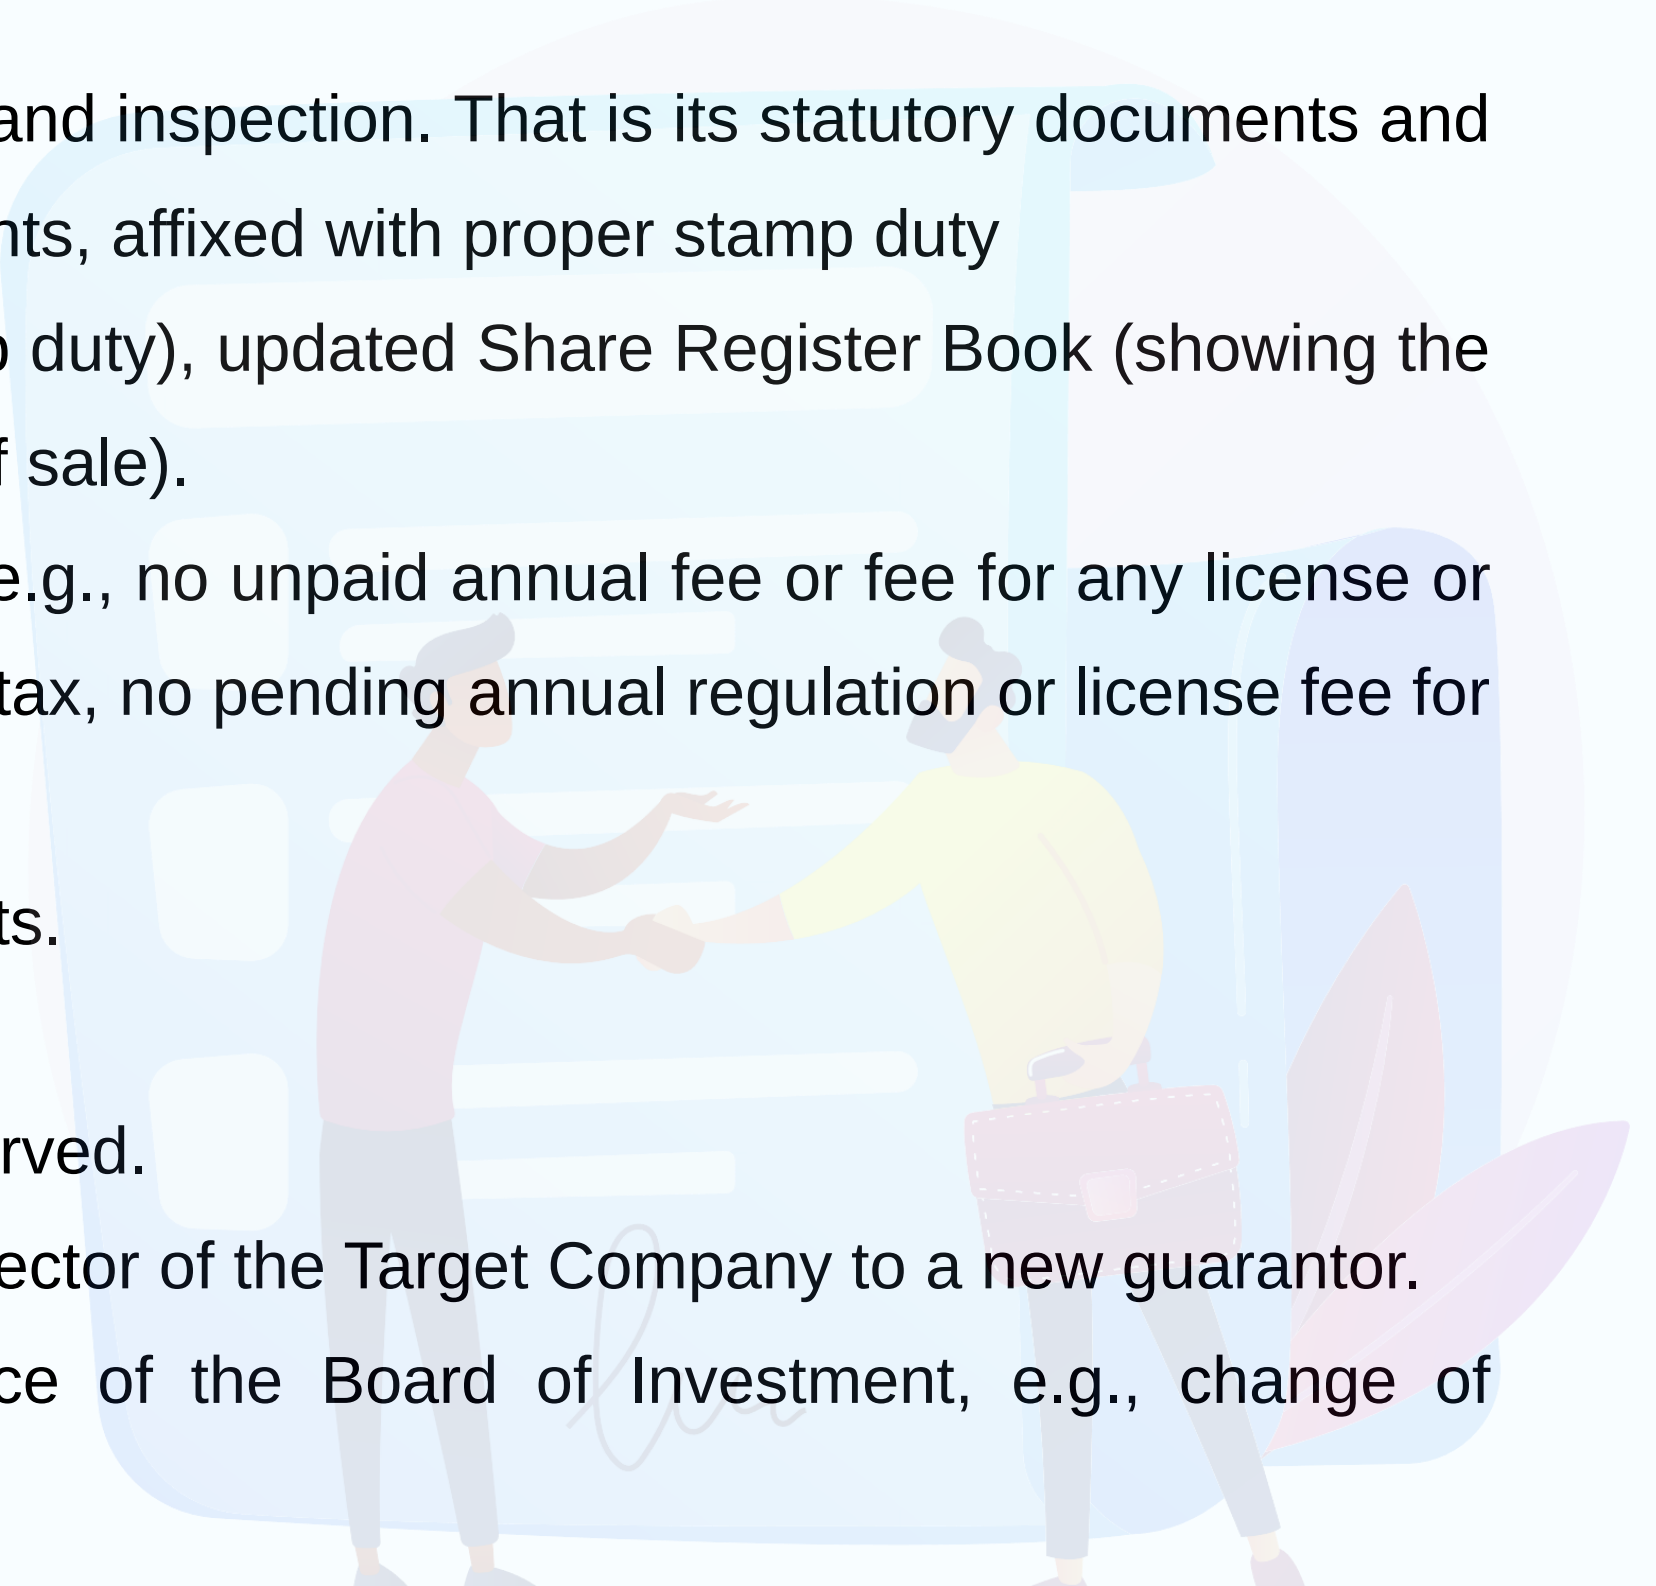 and inspection. That is its statutory documents and
nts, affixed with proper stamp duty
duty), updated Share Register Book (showing the
f sale).
e.g., no unpaid annual fee or fee for any license or
tax, no pending annual regulation or license fee for
ts.
rved.
ector of the Target Company to a new guarantor.
ce of the Board of Investment, e.g., change of